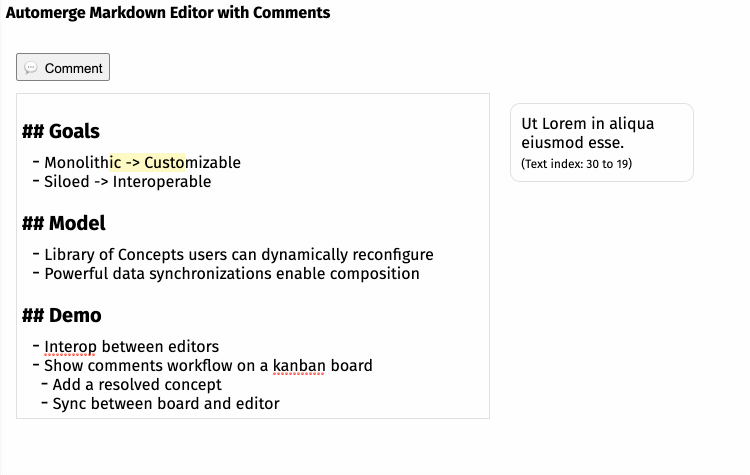 Automerge Markdown Editor with Comments
💬 Comment
## Goals
- Monolithic -> Customizable
- Siloed -> Interoperable
## Model
- Library of Concepts users can dynamically reconfigure
- Powerful data synchronizations enable composition
## Demo
- Interop between editors
- Show comments workflow on a kanban board
- Add a resolved concept
- Sync between board and editor
Ut Lorem in aliqua
eiusmod esse.
(Text index: 30 to 19)